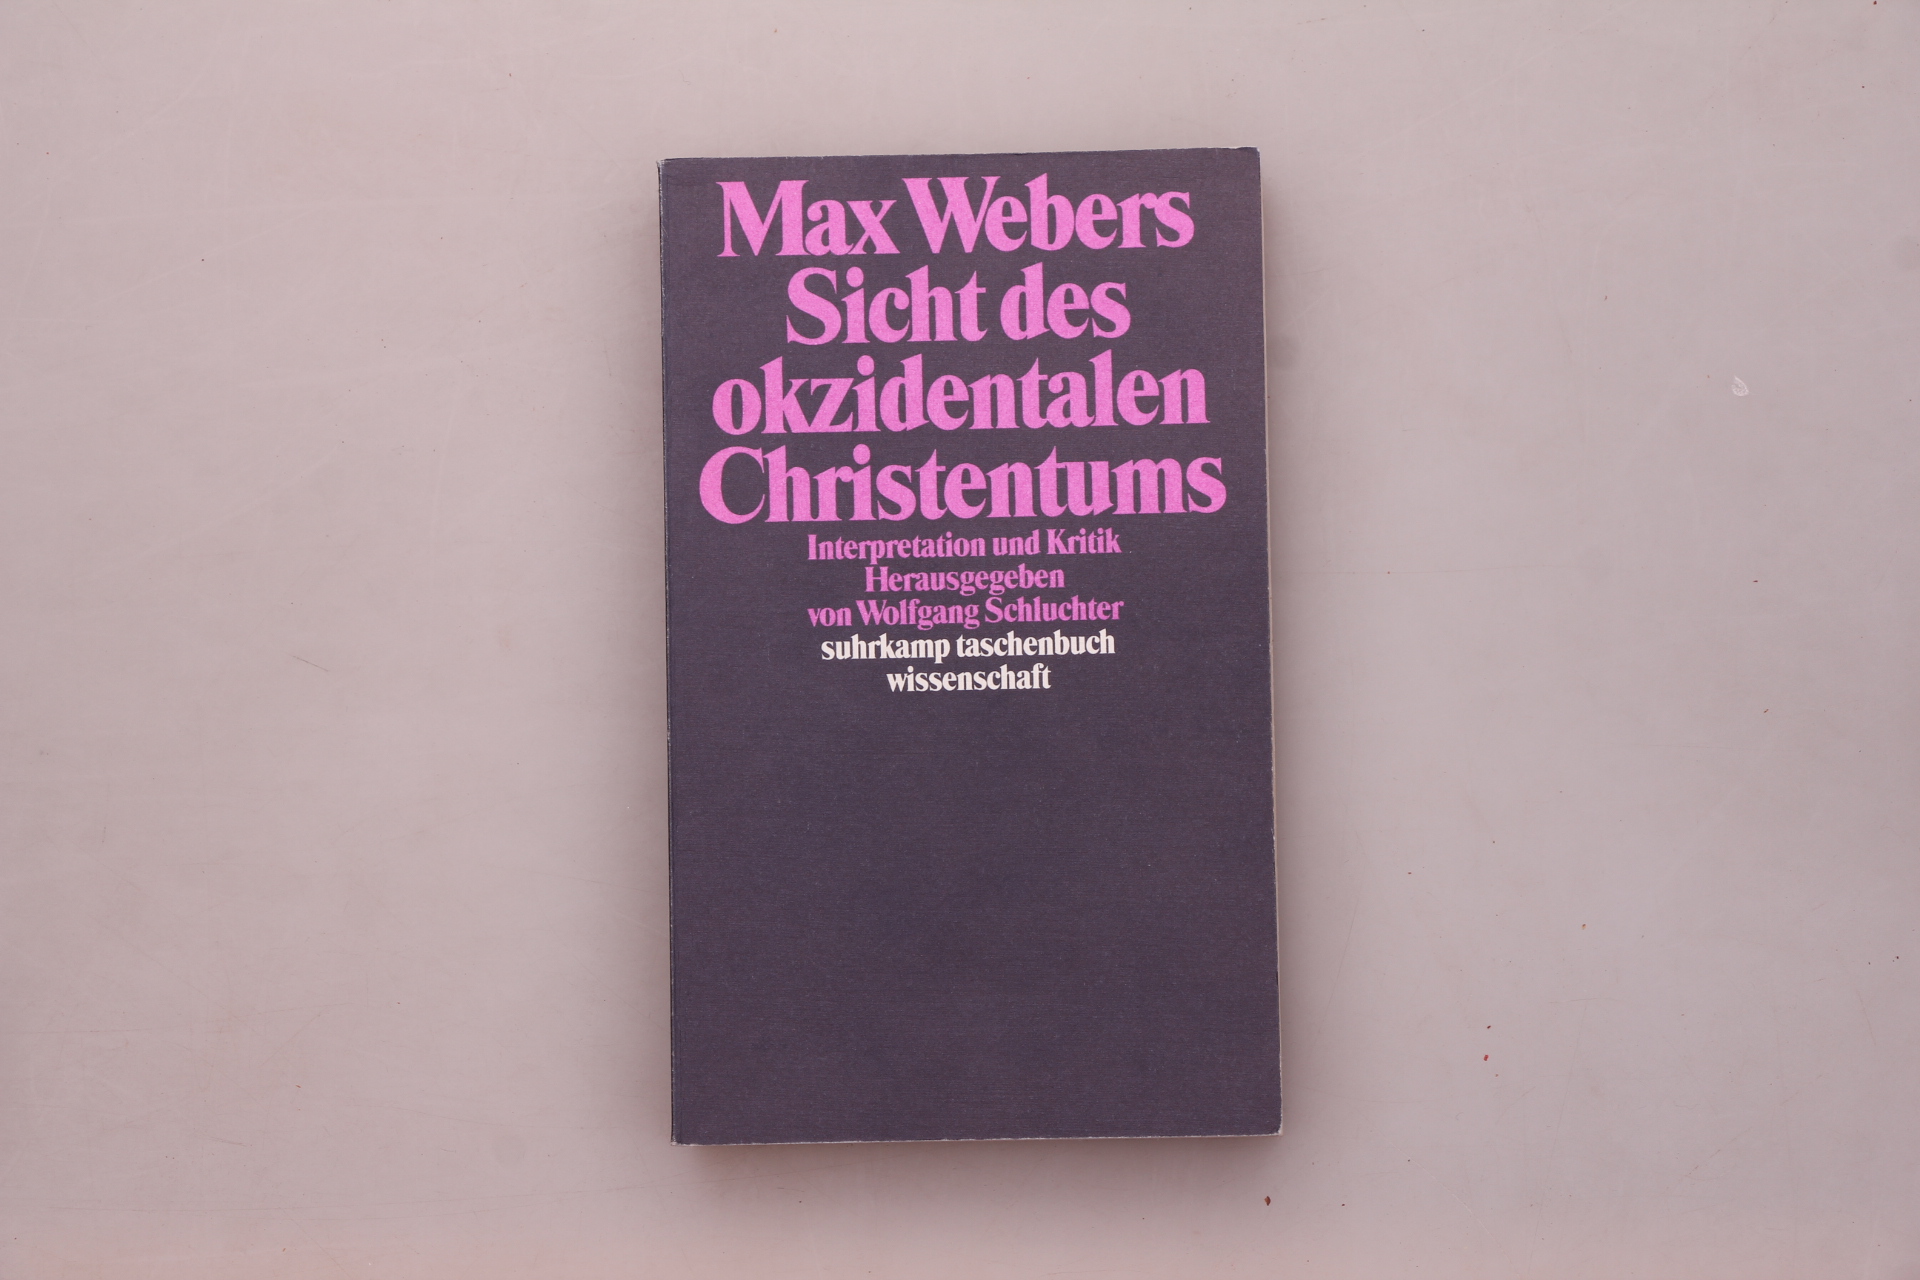 Max Webers
Sicht des
okzidentalen
Christentums
Interpretation und Kritik
Herausgegeben
von Wolfgang Schluchter
suhrkamp taschenbuch
wissenschaft